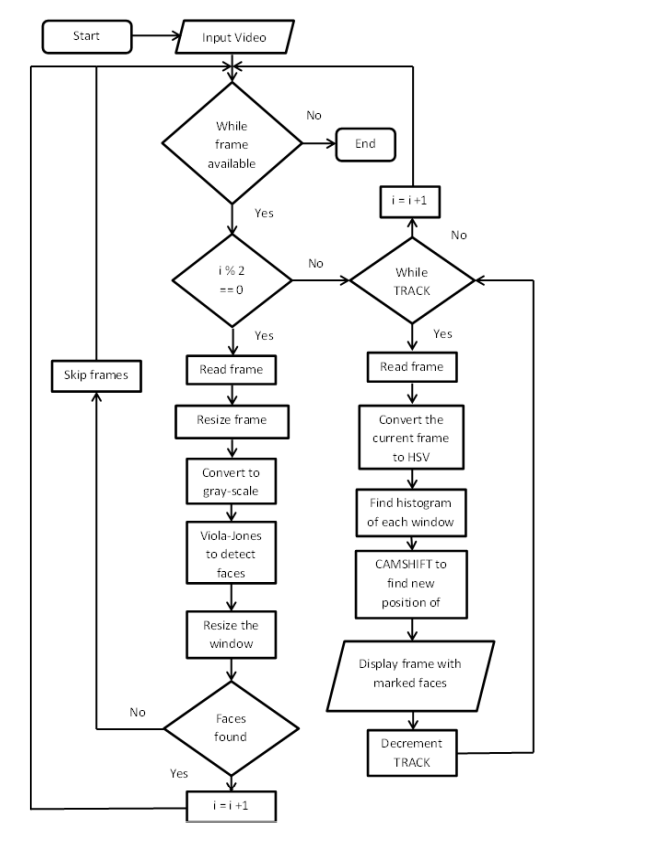 Start
Input Video
While
frame
available
No
End
Yes
i = i +1
No
i % 2
== 0
No
While
TRACK
Yes
Yes
Skip frames
Read frame
Read frame
Resize frame
Convert the
current frame
to HSV
Convert to
gray-scale
Find histogram
of each window
Viola-Jones
to detect
faces
CAMSHIFT to
find new
position of
Resize the
window
Display frame with
marked faces
No
Faces
found
Decrement
TRACK
Yes
i = i +1